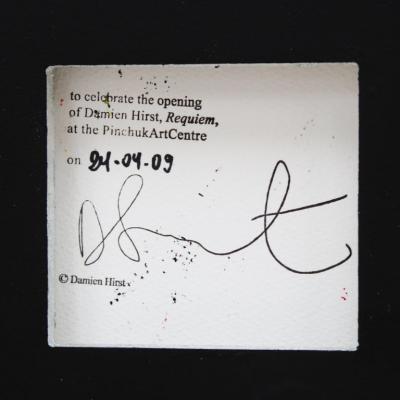 to celebrate the opening
of Damien Hirst, Requiem,
at the PinchukArtCentre
on 24-04-09
© Damien Hirst